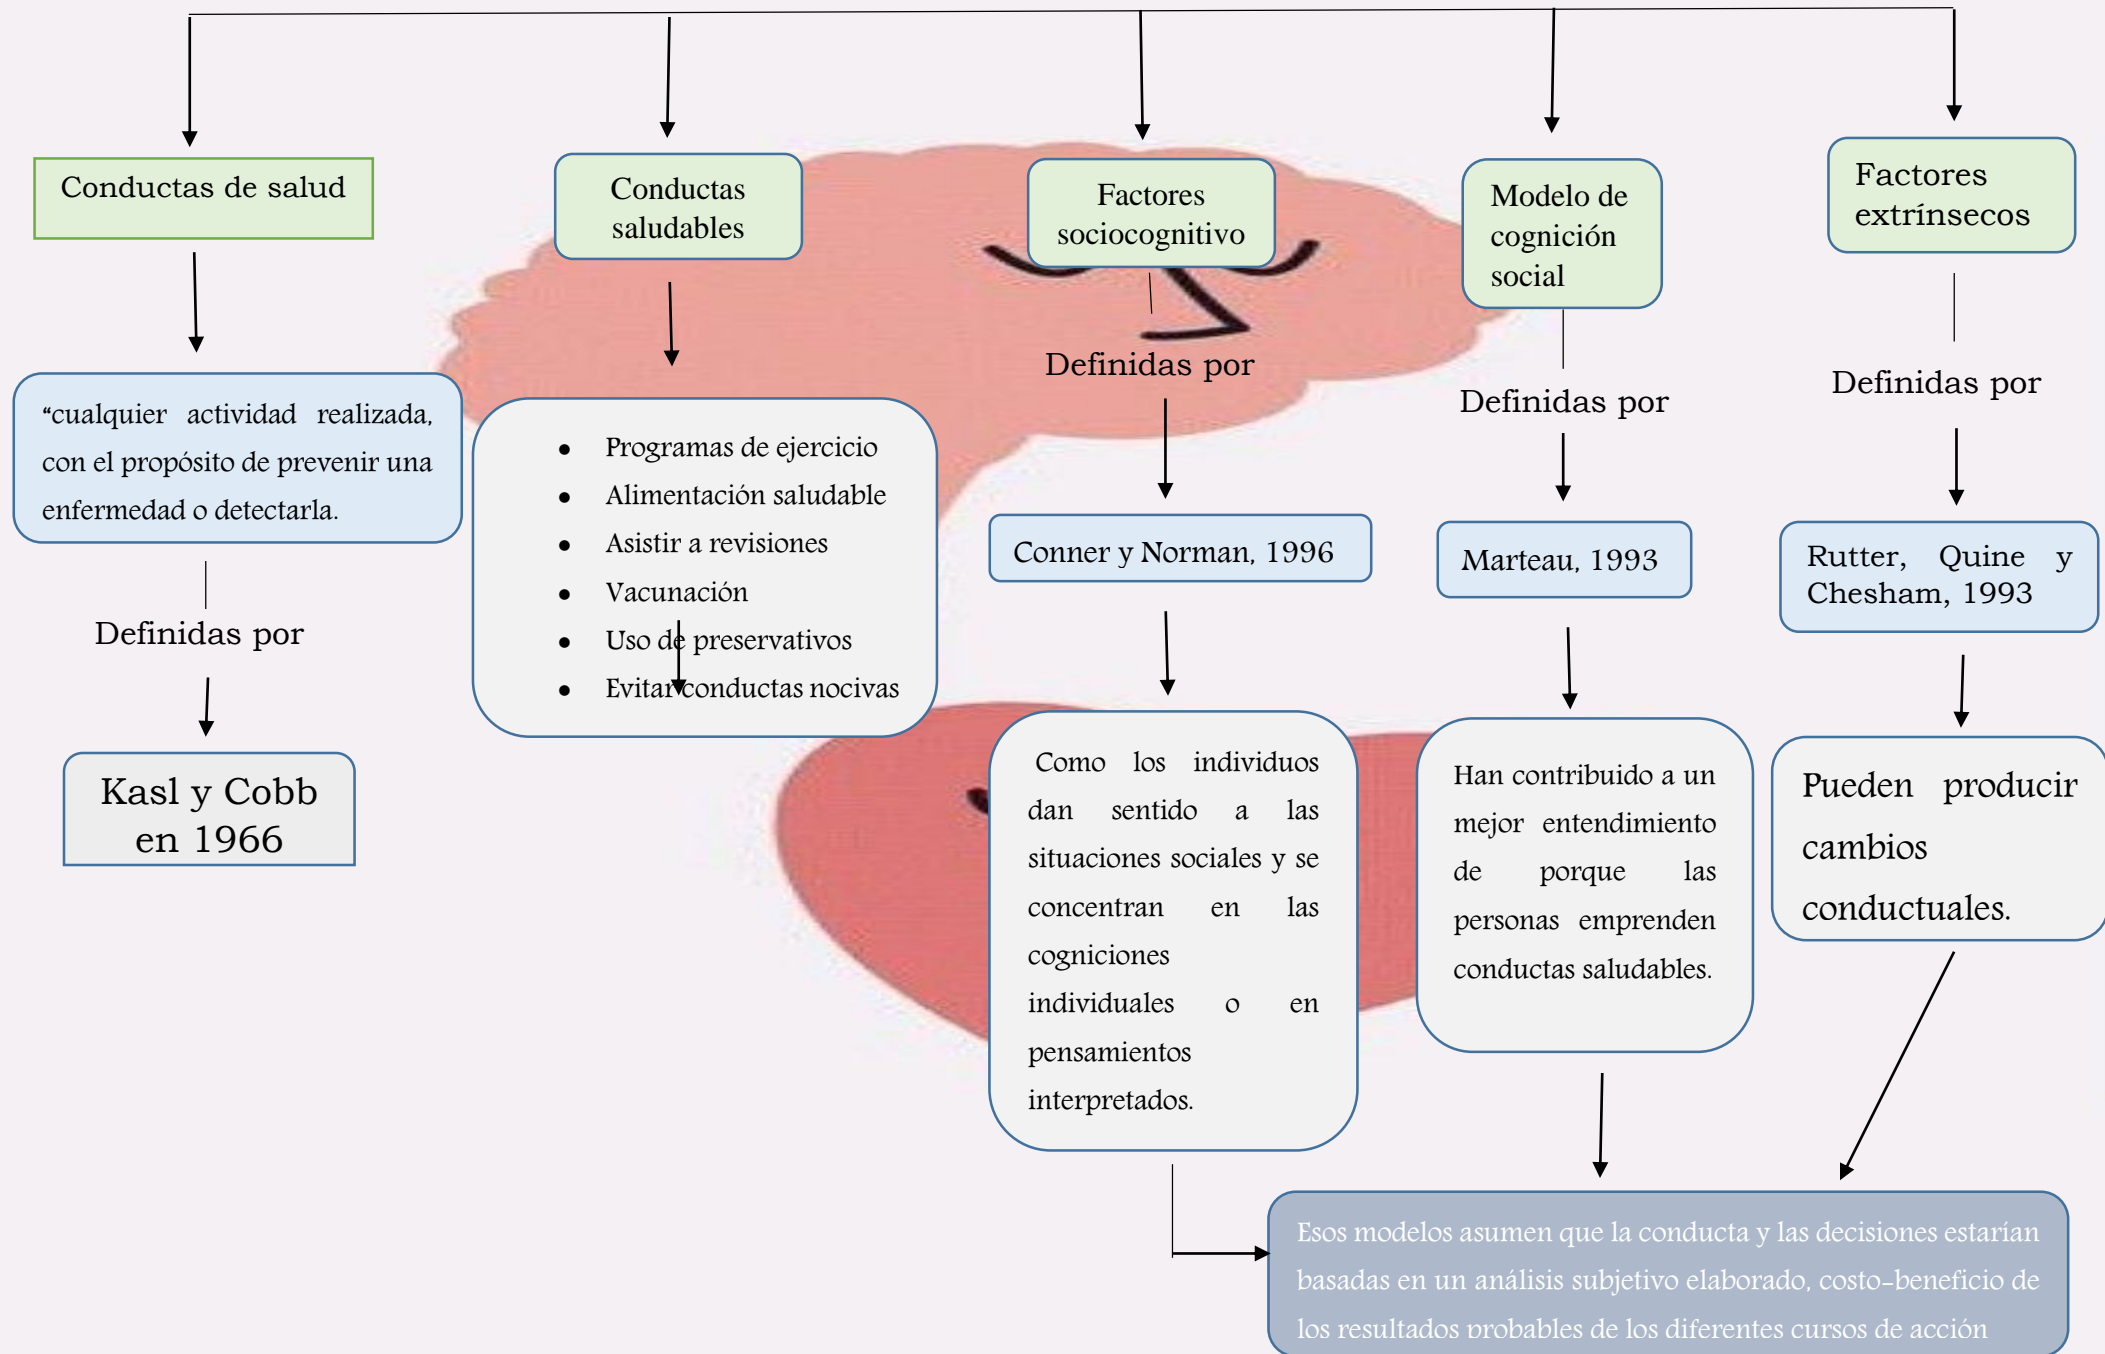 Conductas de salud
"cualquier actividad realizada,
con el propósito de prevenir una
enfermedad o detectarla.
Definidas por
Kasl y Cobb
en 1966
Conductas
saludables
• Programas de ejercicio
• Alimentación saludable
• Asistir a revisiones
• Vacunación
• Uso de preservativos
• Evitar conductas nocivas
Factores
sociocognitivo
Definidas por
Conner y Norman, 1996
Como los individuos
dan sentido a las
situaciones sociales y se
concentran en las
cogniciones
individuales o en
pensamientos
interpretados.
Modelo de
cognición
social
Definidas por
Marteau, 1993
Han contribuido a un
mejor entendimiento
de porque las
personas emprenden
conductas saludables.
Factores
extrínsecos
Definidas por
Rutter, Quine y
Chesham, 1993
Pueden producir
cambios
conductuales.
Esos modelos asumen que la conducta y las decisiones estarían
basadas en un análisis subjetivo elaborado, costo-beneficio de
los resultados probables de los diferentes cursos de acción